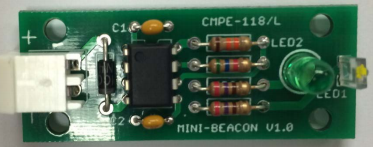 +
C1
CMPE-118/L
LED2
LED1
C2
MINI-BEACON V1.0